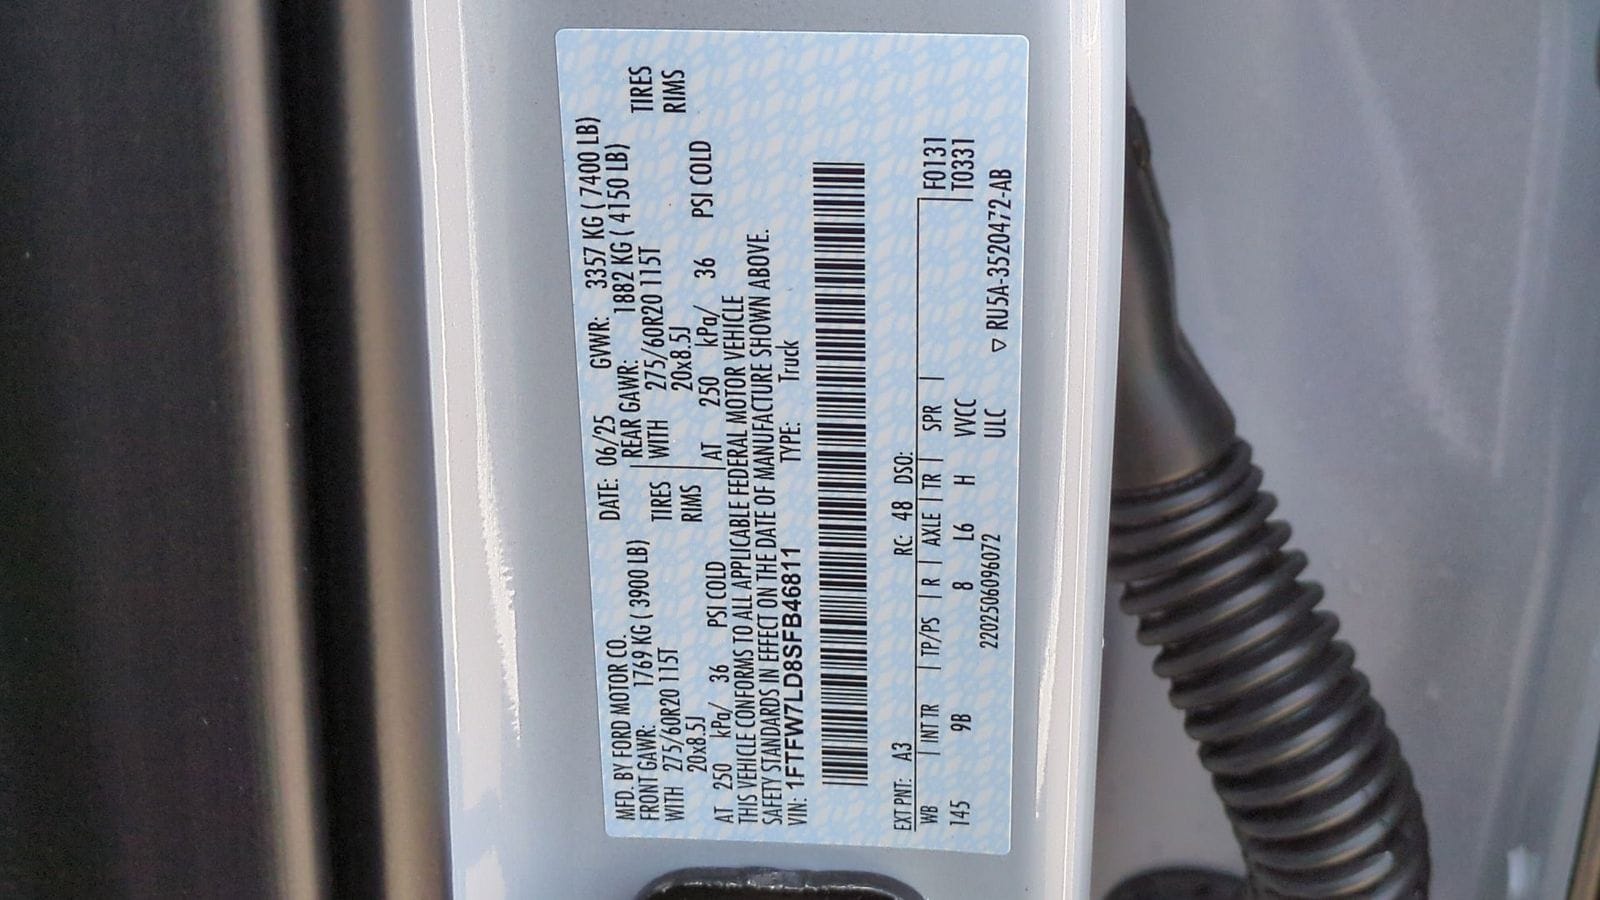 MFD. BY FORD MOTOR CO. DATE: 06/25 GVWR: 3357 KG ( 7400 LB)
FRONT GAWR: 1769 KG ( 3900 LB) REAR GAWR: 1882 KG ( 4150 LB)
WITH 275/60R20 115T TIRES WITH 275/60R20 115T TIRES
20x8.5J RIMS 20x8.5J RIMS
AT 250 kPa/ 36 PSI COLD AT 250 kPa/ 36 PSI COLD
THIS VEHICLE CONFORMS TO ALL APPLICABLE FEDERAL MOTOR VEHICLE
SAFETY STANDARDS IN EFFECT ON THE DATE OF MANUFACTURE SHOWN ABOVE.
VIN: 1FTFW7LD8SFB46811 TYPE: Truck
EXT PNT: A3 RC: 48 DSO:
WB | INT TR | TP/PS | R | AXLE | TR | SPR | F0131
145 9B 8 L6 H VCC T0331
2202506096072 ULC ▽ RU5A-3520472-AB